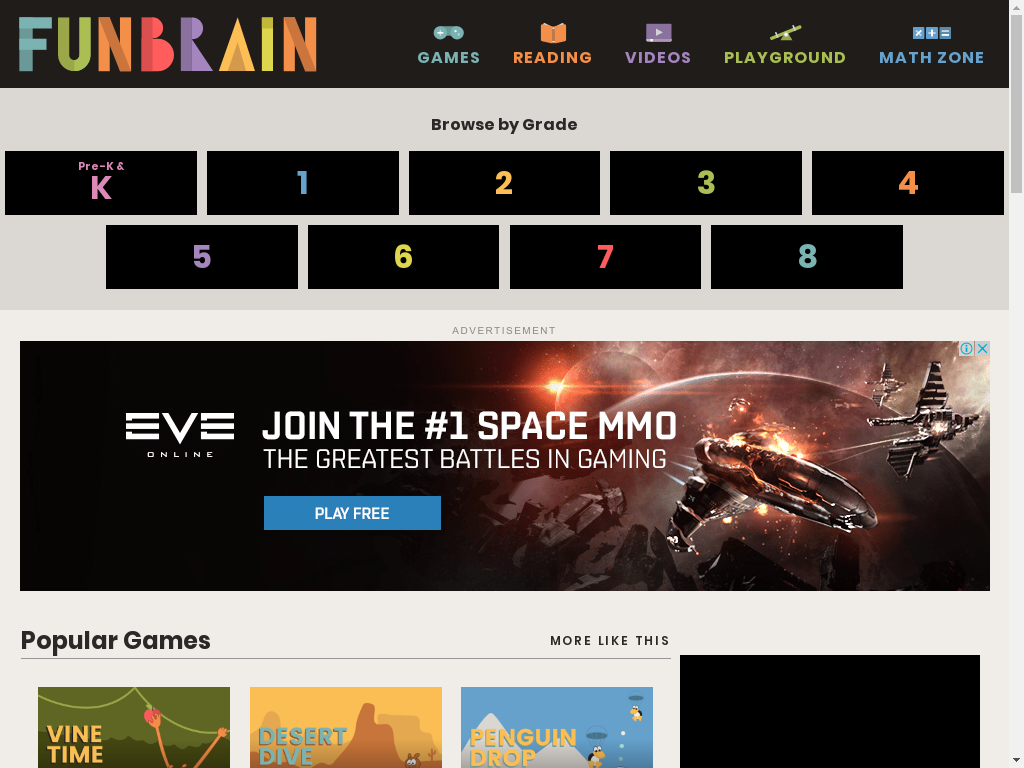 FUNBRAIN
GAMES
READING
VIDEOS
PLAYGROUND
MATH ZONE
Browse by Grade
Pre-K &
K
1
2
3
4
5
6
7
8
ADVERTISEMENT
EVE
ONLINE
JOIN THE #1 SPACE MMO
THE GREATEST BATTLES IN GAMING
PLAY FREE
Popular Games
MORE LIKE THIS
VINE
TIME
DESERT
DIVE
PENGUIN
DROP